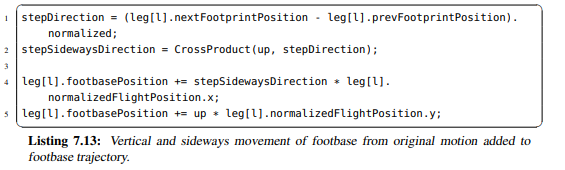 1 stepDirection = (leg[l].nextFootprintPosition - leg[l].prevFootprintPosition).
normalized;
2 stepSidewaysDirection = CrossProduct(up, stepDirection);
3
4 leg[l].footbasePosition += stepSidewaysDirection * leg[l].
normalizedFlightPosition.x;
5 leg[l].footbasePosition += up * leg[l].normalizedFlightPosition.y;
Listing 7.13: Vertical and sideways movement of footbase from original motion added to
footbase trajectory.